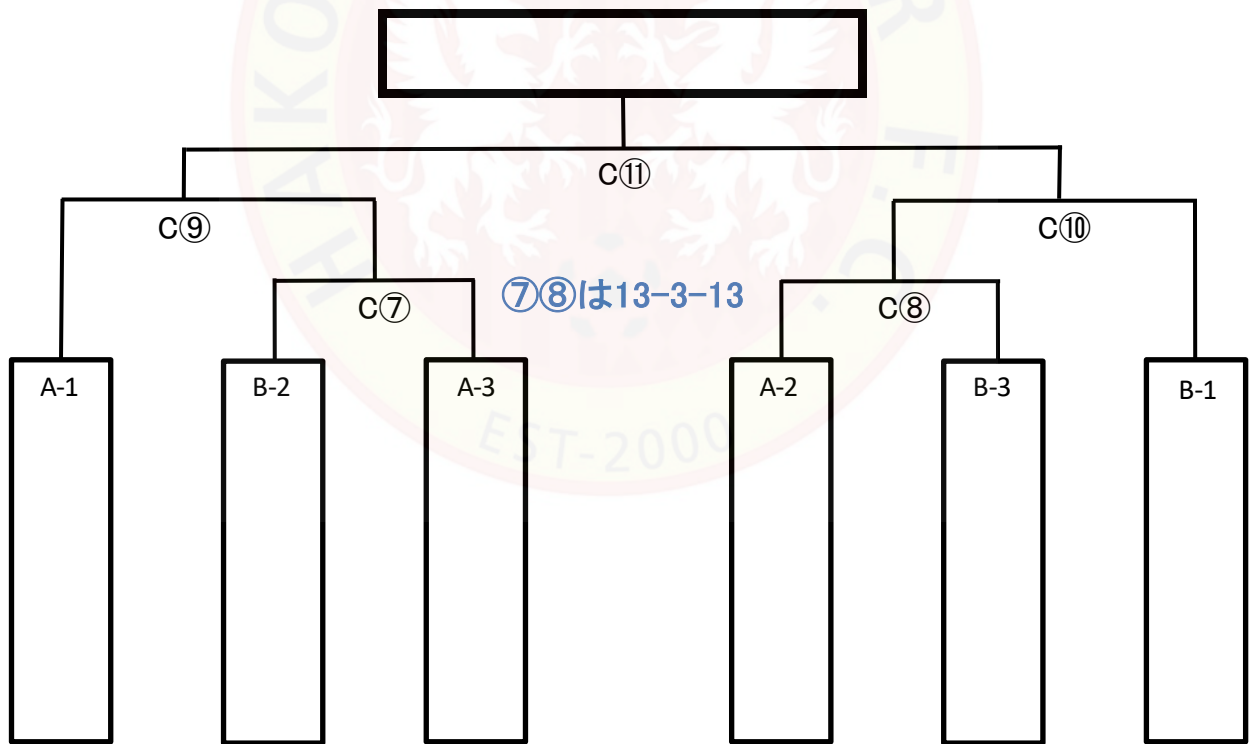 C⑪
C⑨
C⑩
⑦⑧は13-3-13
C⑦
C⑧
A-1
B-2
A-3
A-2
B-3
B-1
HAKO
R F.C.
EST-2000